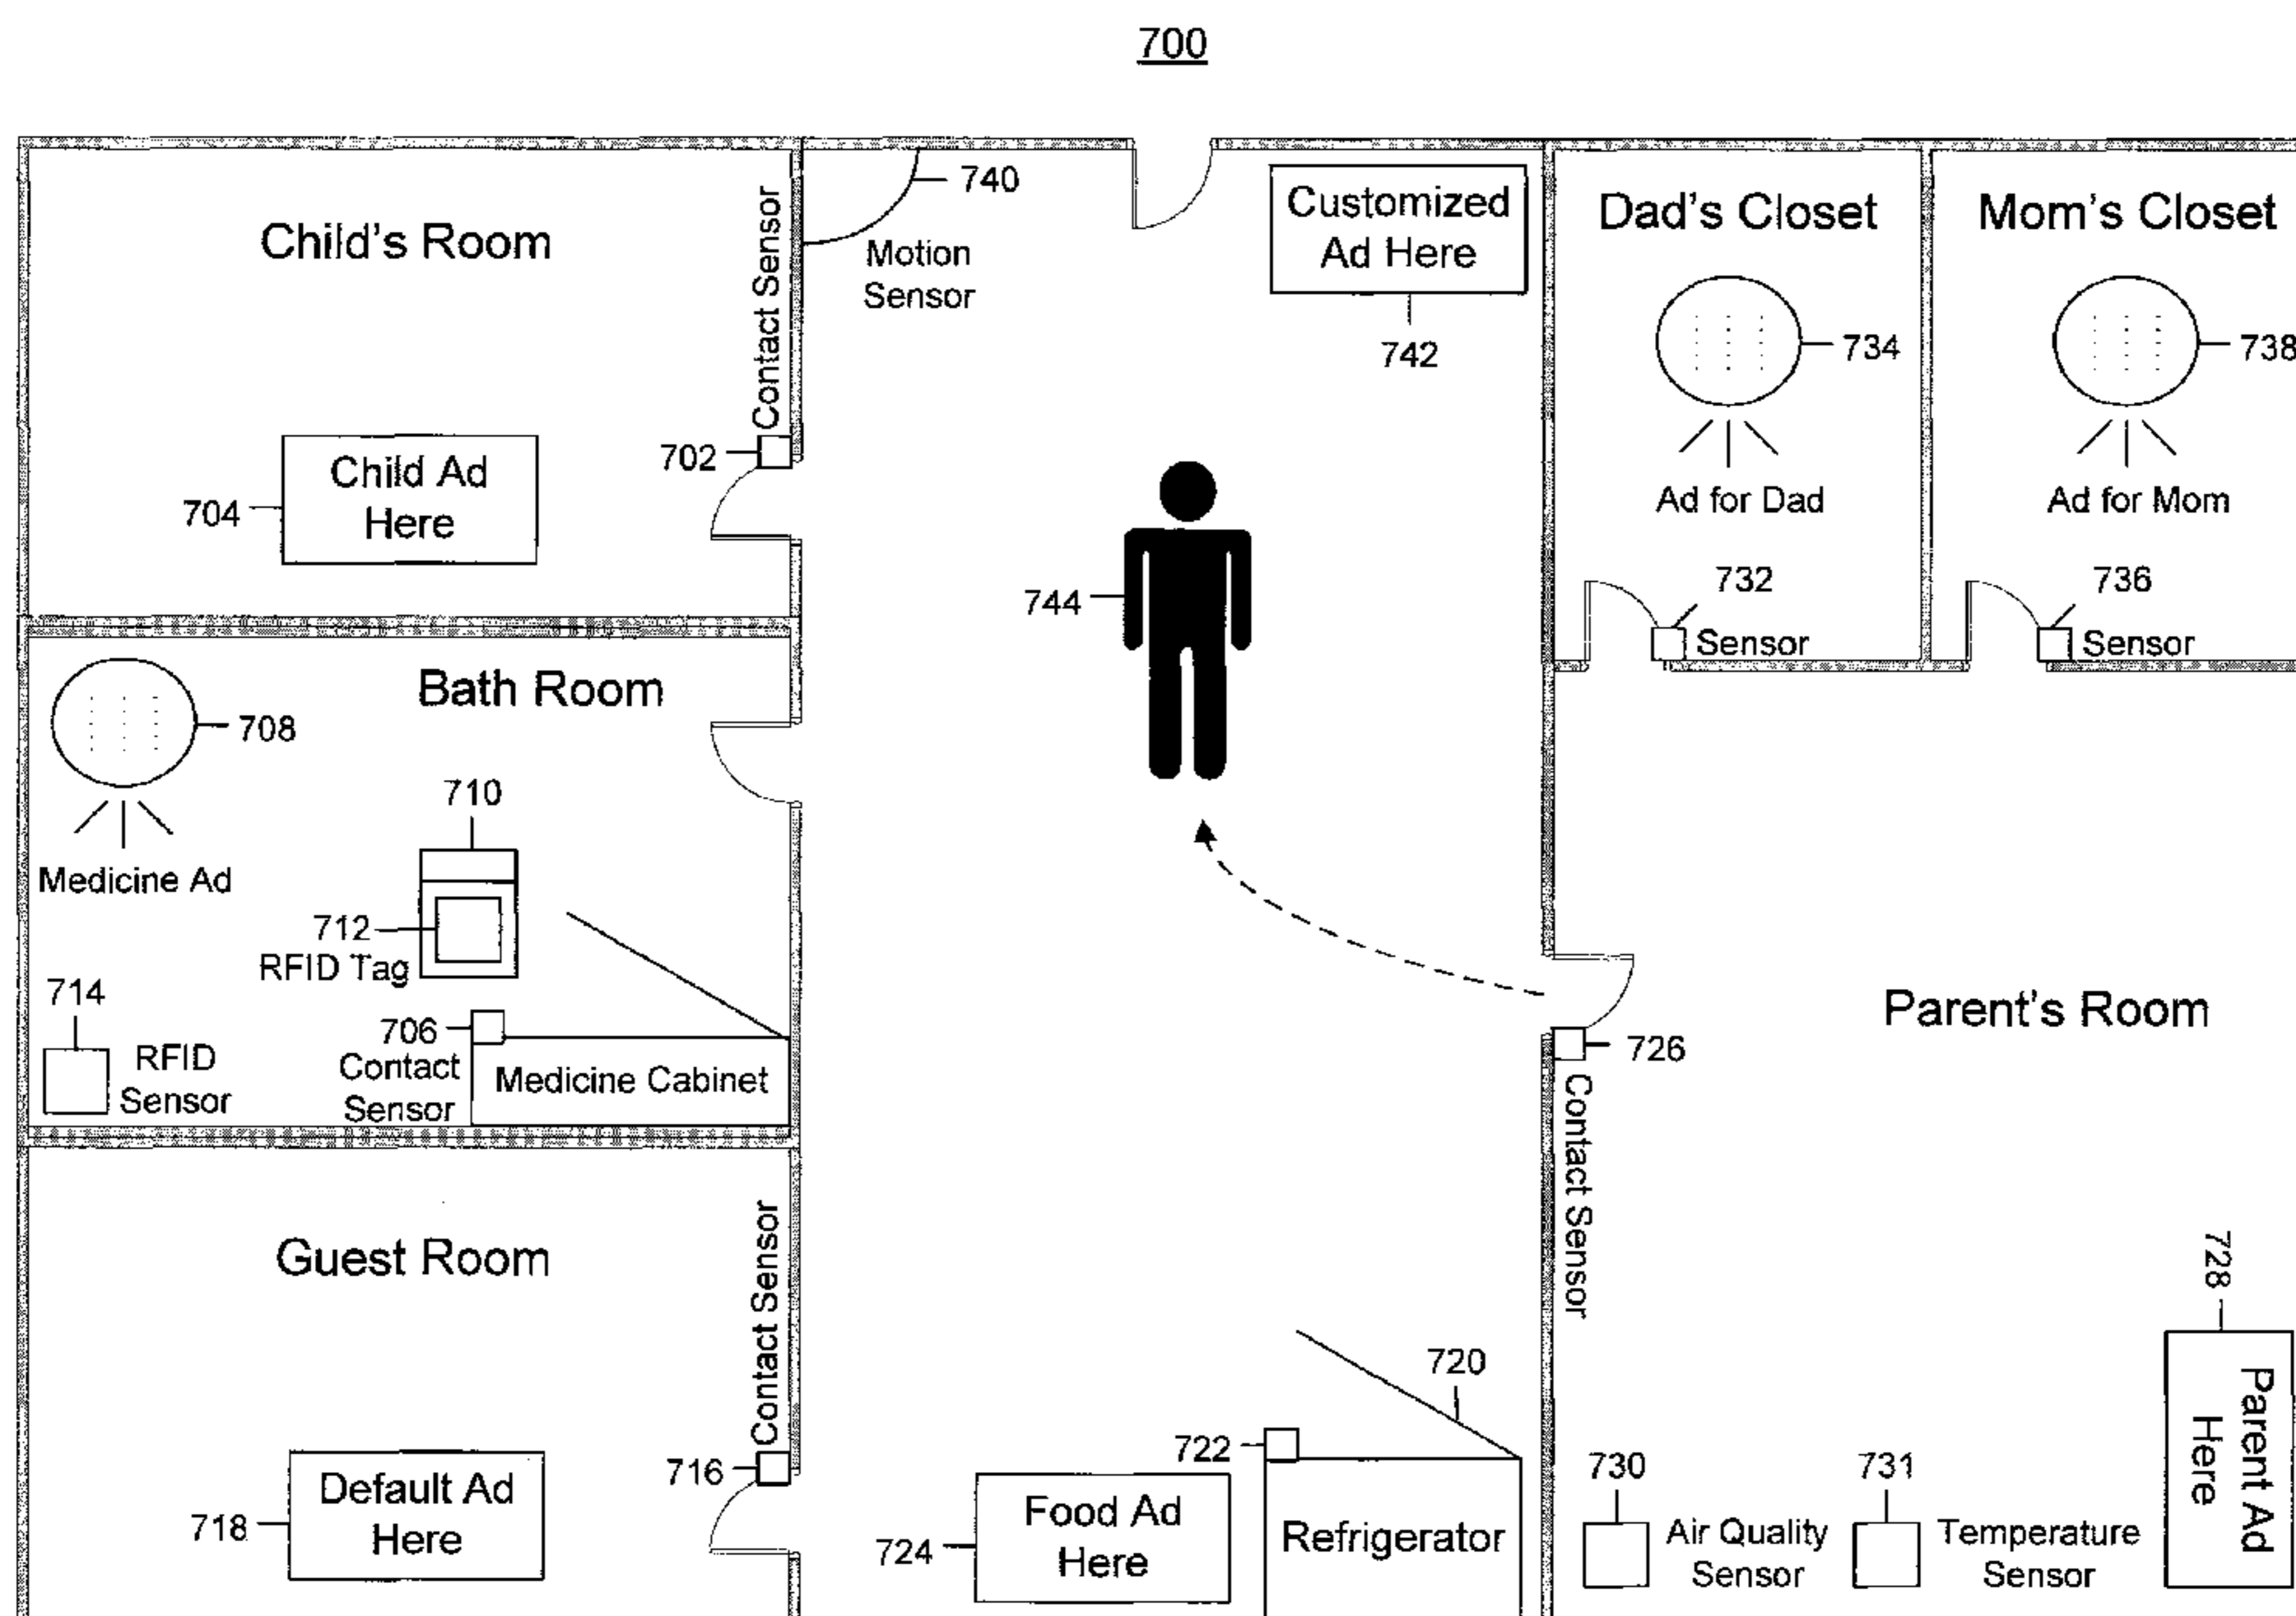 700
Child's Room
Contact Sensor
702
Child Ad
Here
704
740
Motion
Sensor
Customized
Ad Here
742
Dad's Closet
734
Ad for Dad
732
Sensor
Mom's Closet
738
Ad for Mom
736
Sensor
744
Bath Room
708
Medicine Ad
710
712
RFID Tag
714
RFID
Sensor
706
Contact
Sensor
Medicine Cabinet
Parent's Room
726
Contact Sensor
728
Parent Ad
Here
730
Air Quality
Sensor
731
Temperature
Sensor
Guest Room
Contact Sensor
716
Default Ad
Here
718
720
722
Refrigerator
Food Ad
Here
724